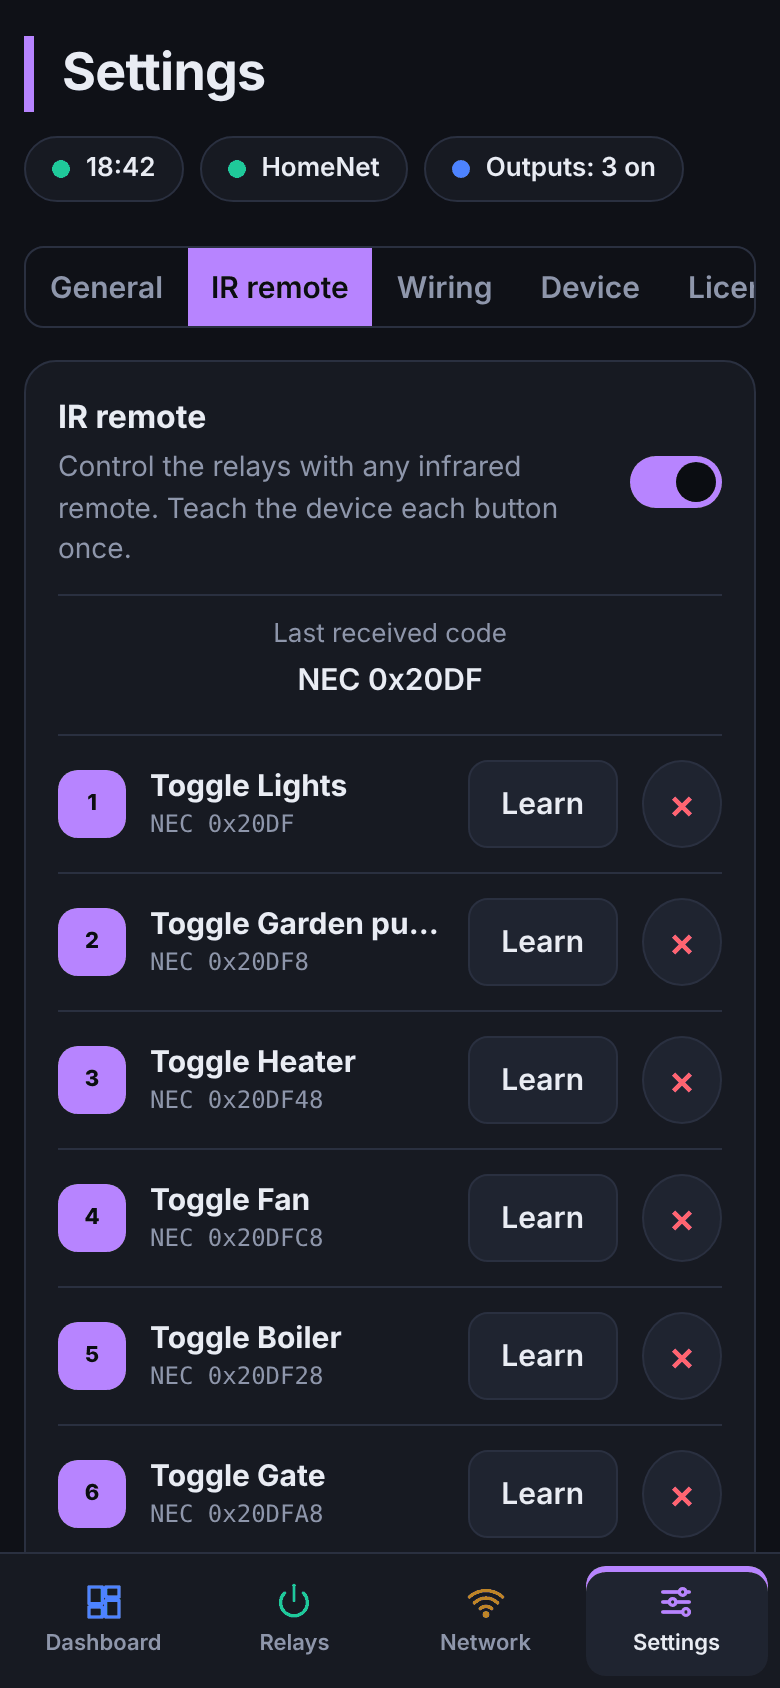 Settings
18:42
HomeNet
Outputs: 3 on
General
IR remote
Wiring
Device
Licen
IR remote
Control the relays with any infrared
remote. Teach the device each button
once.
Last received code
NEC 0x20DF
1
Toggle Lights
NEC 0x20DF
Learn
×
2
Toggle Garden pu...
NEC 0x20DF8
Learn
×
3
Toggle Heater
NEC 0x20DF48
Learn
×
4
Toggle Fan
NEC 0x20DFC8
Learn
×
5
Toggle Boiler
NEC 0x20DF28
Learn
×
6
Toggle Gate
NEC 0x20DFA8
Learn
×
Dashboard
Relays
Network
Settings